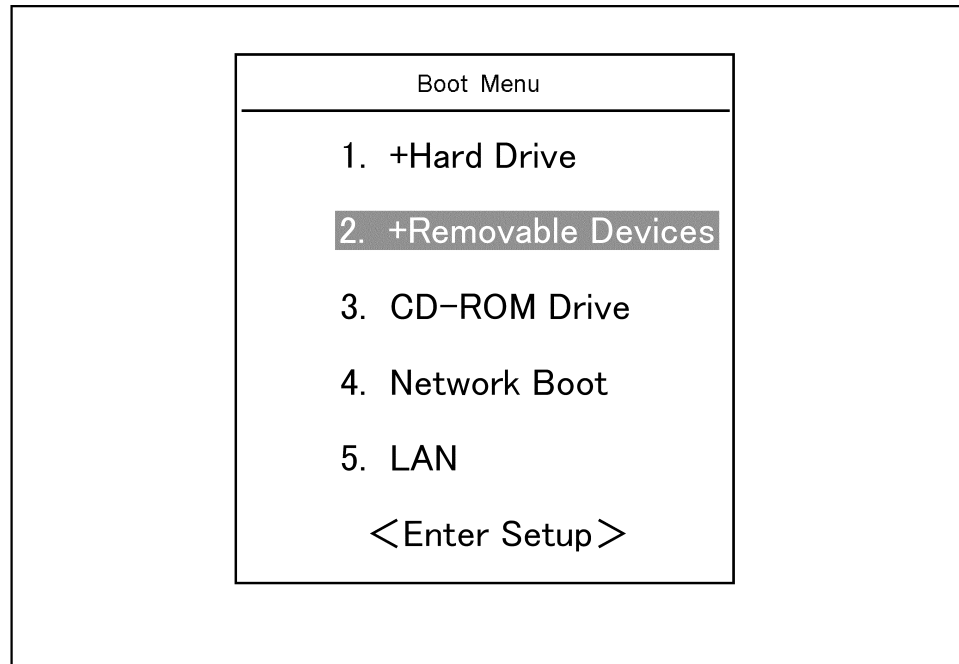 Boot Menu
1. +Hard Drive
2. +Removable Devices
3. CD-ROM Drive
4. Network Boot
5. LAN
<Enter Setup>